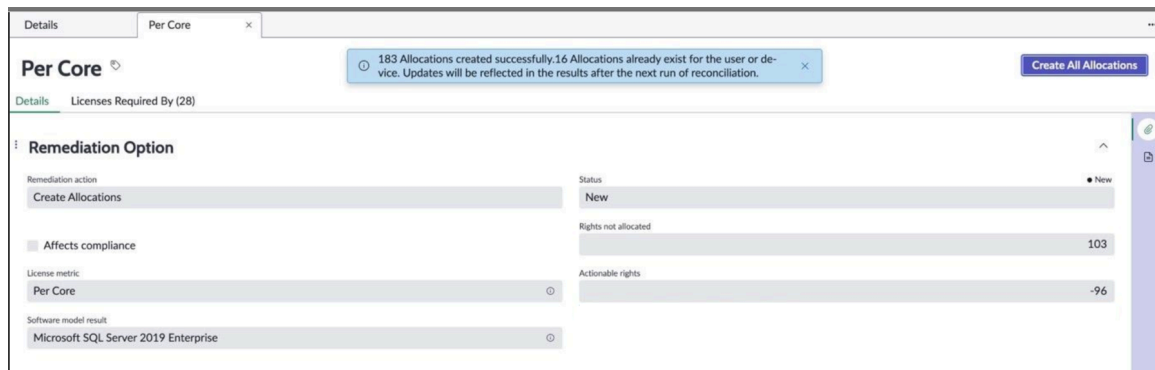 Details
Per Core ×
Per Core
183 Allocations created successfully.16 Allocations already exist for the user or de-
vice. Updates will be reflected in the results after the next run of reconciliation.
×
Create All Allocations
Details
Licenses Required By (28)
Remediation Option
Remediation action
Create Allocations
Status
● New
New
Affects compliance
Rights not allocated
103
License metric
Per Core
Actionable rights
-96
Software model result
Microsoft SQL Server 2019 Enterprise